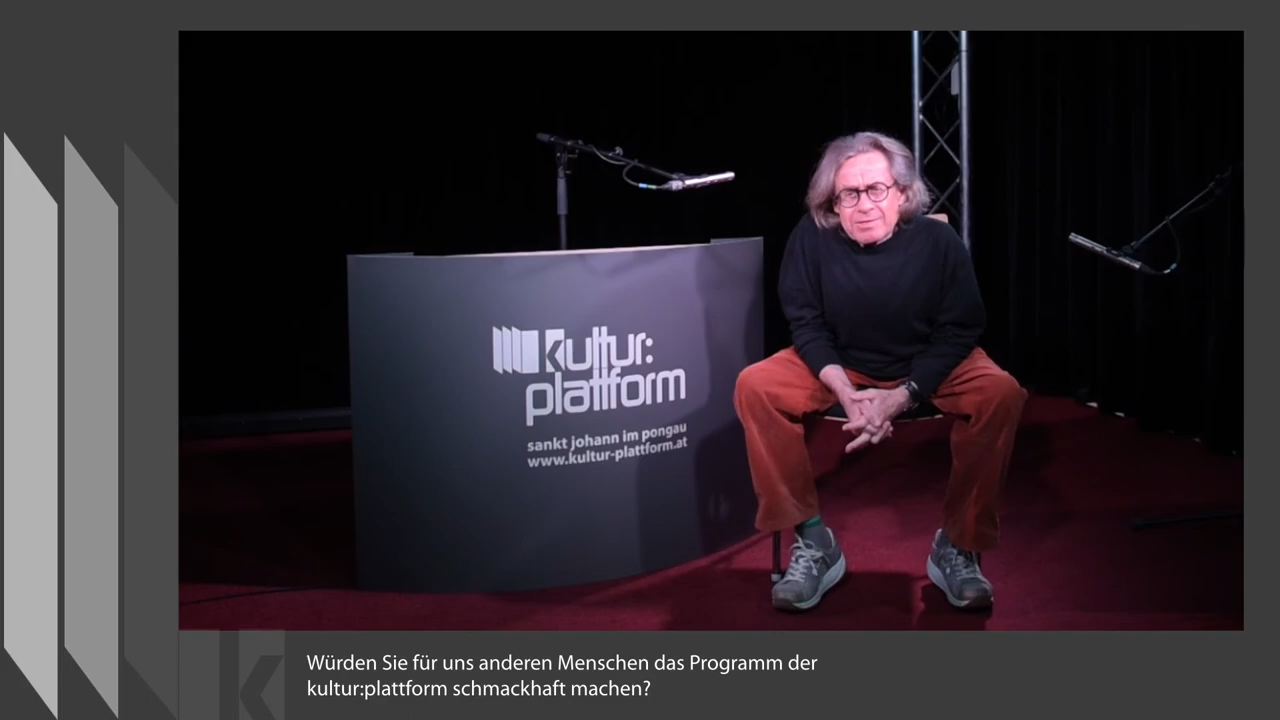 kultur:
plattform
sankt johann im pongau
www.kultur-plattform.at
Würden Sie für uns anderen Menschen das Programm der
kultur:plattform schmackhaft machen?